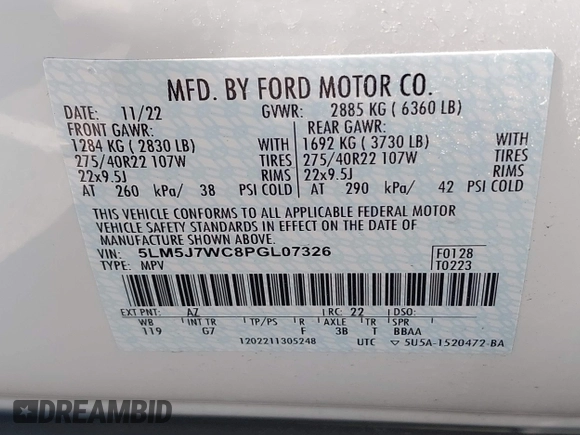 MFD. BY FORD MOTOR CO.
DATE: 11/22 GVWR: 2885 KG ( 6360 LB)
FRONT GAWR: REAR GAWR:
1284 KG ( 2830 LB) WITH 1692 KG ( 3730 LB) WITH
275/40R22 107W TIRES 275/40R22 107W TIRES
22x9.5J RIMS 22x9.5J RIMS
AT 260 kPa/ 38 PSI COLD AT 290 kPa/ 42 PSI COLD
THIS VEHICLE CONFORMS TO ALL APPLICABLE FEDERAL MOTOR
VEHICLE SAFETY STANDARDS IN EFFECT ON THE DATE OF
MANUFACTURE SHOWN ABOVE.
VIN: 5LM5J7WC8PGL07326 F0128
TYPE: MPV T0223
EXT PNT: AZ RC: 22 DSO:
WB INT TR TP/PS R AXLE TR SPR
119 G7 F 3B T BBAA
1202211305248 UTC ▽ 5U5A-1520472-BA
DREAMBID